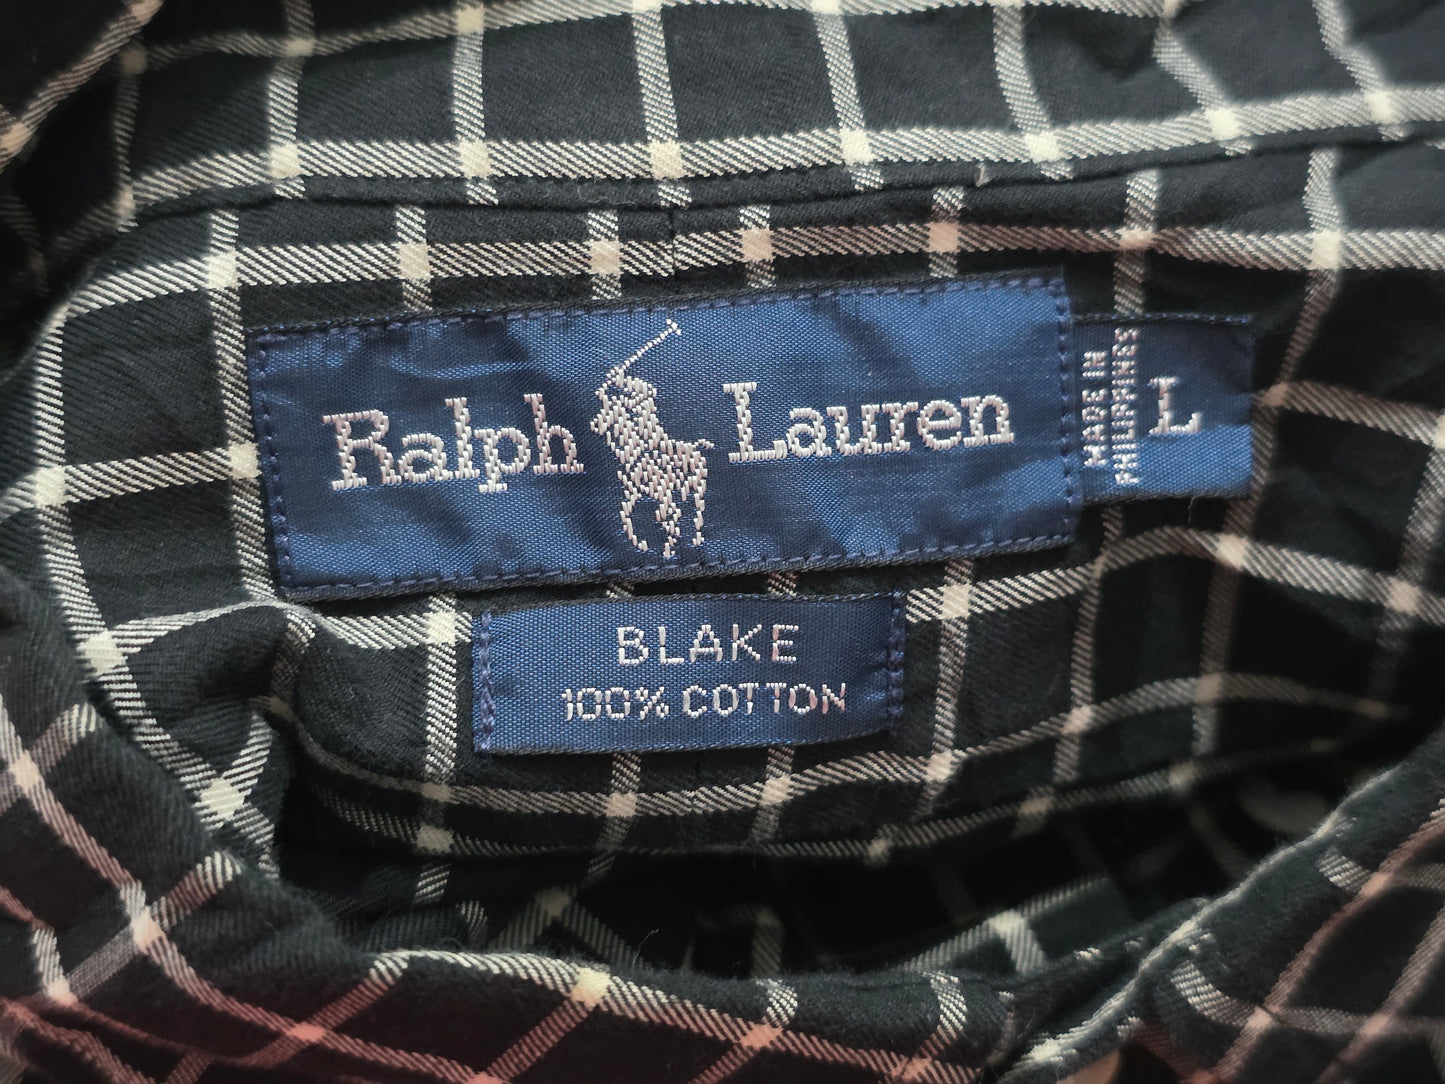 Ralph Lauren
MADE IN
PHILIPPINES
L
BLAKE
100% COTTON